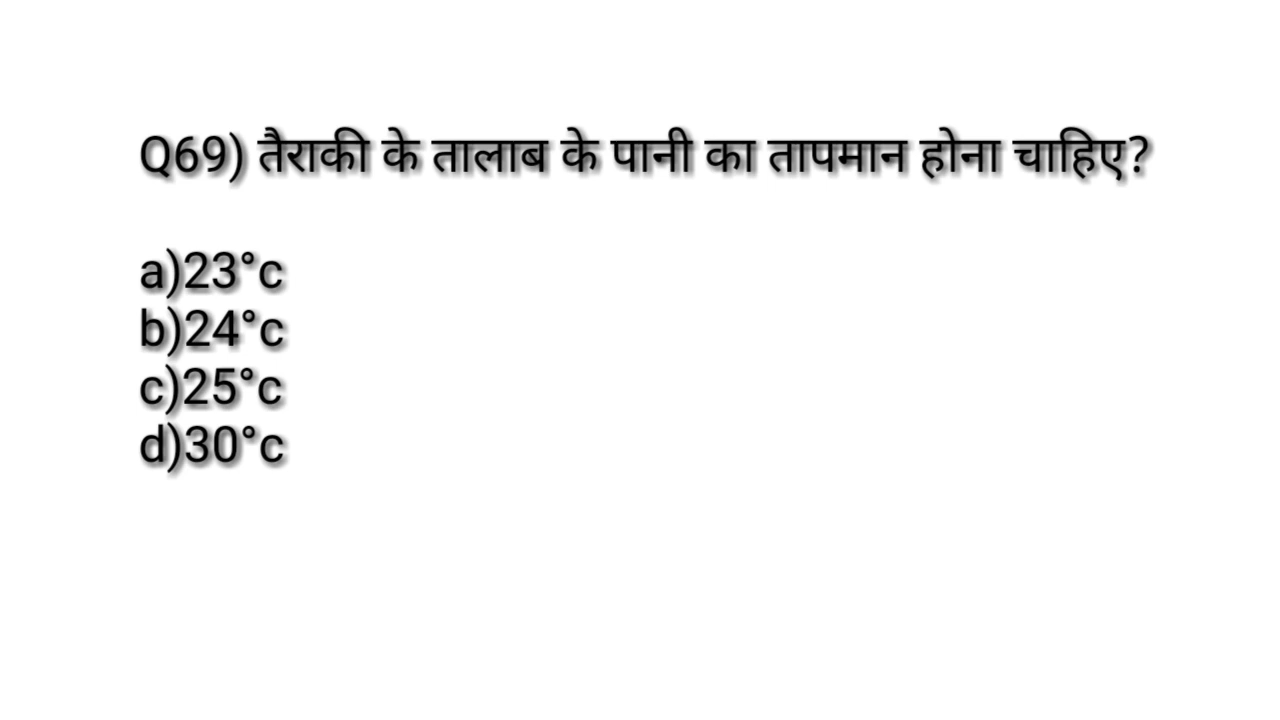 Q69) तैराकी के तालाब के पानी का तापमान होना चाहिए?
a)23°c
b)24°c
c)25°c
d)30°c